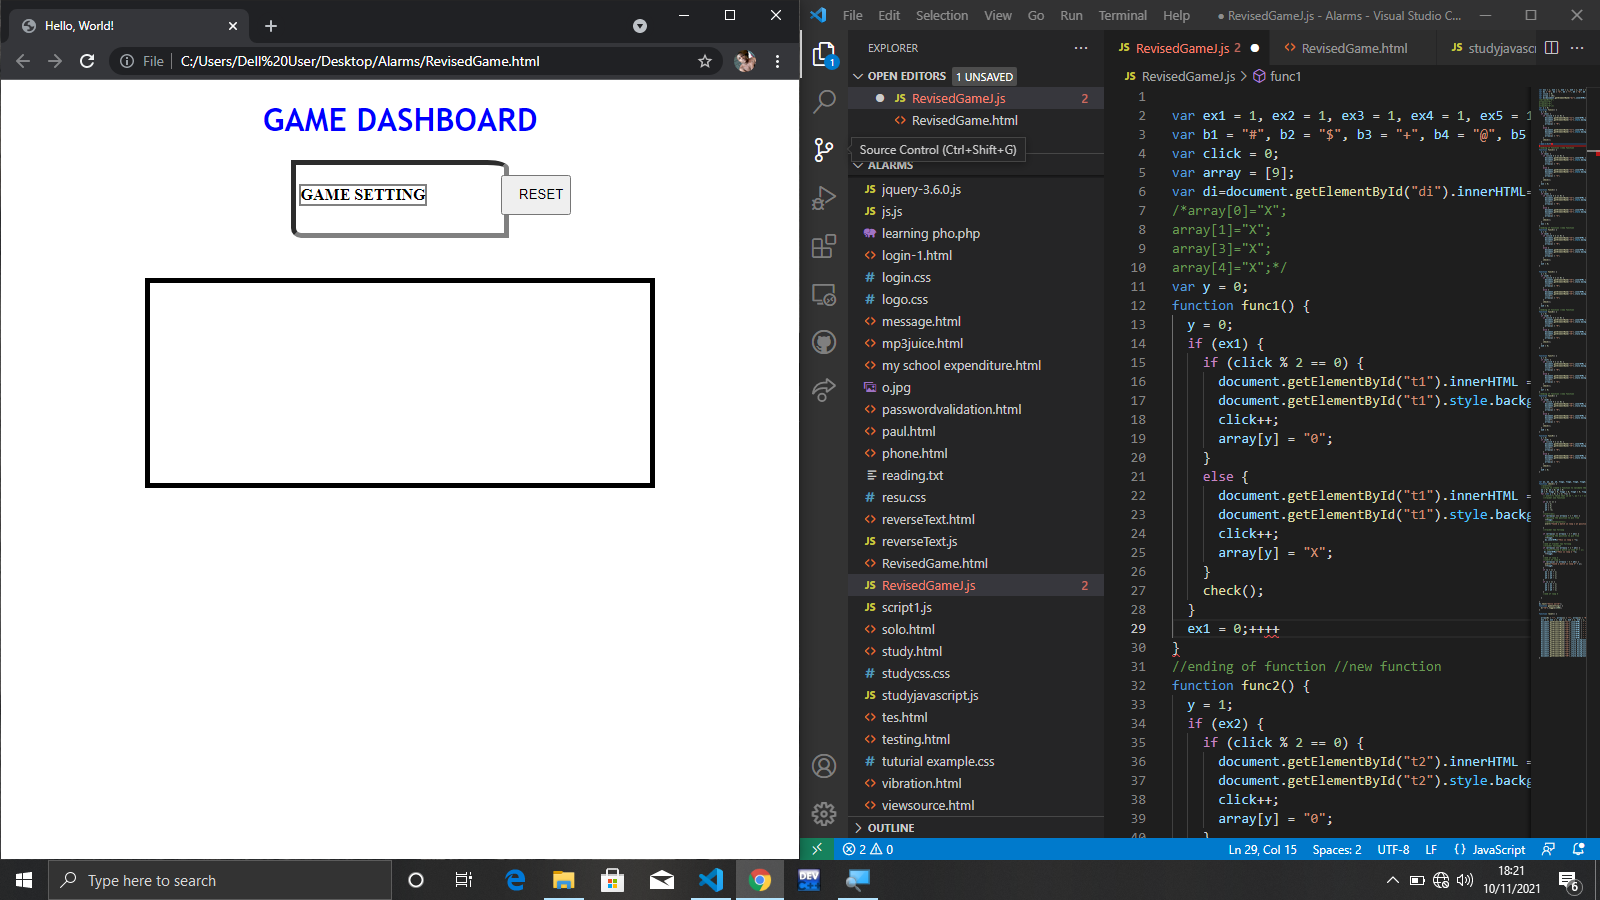 Hello, World!
File C:/Users/Dell%20User/Desktop/Alarms/RevisedGame.html
GAME DASHBOARD
GAME SETTING
RESET
File Edit Selection View Go Run Terminal Help ● RevisedGameJ.js - Alarms - Visual Studio C...
1
EXPLORER
OPEN EDITORS 1 UNSAVED
JS RevisedGameJ.js 2
<> RevisedGame.html
Source Control (Ctrl+Shift+G)
ALARMS
JS jquery-3.6.0.js
JS js.js
learning pho.php
<> login-1.html
# login.css
# logo.css
<> message.html
<> mp3juice.html
<> my school expenditure.html
o.jpg
<> passwordvalidation.html
<> paul.html
<> phone.html
reading.txt
# resu.css
<> reverseText.html
JS reverseText.js
<> RevisedGame.html
JS RevisedGameJ.js 2
JS script1.js
<> solo.html
<> study.html
# studycss.css
JS studyjavascript.js
<> tes.html
<> testing.html
# tuturial example.css
<> vibration.html
<> viewsource.html
OUTLINE
JS RevisedGameJ.js 2 ● <> RevisedGame.html JS studyjavascr
JS RevisedGameJ.js > func1
1
2 var ex1 = 1, ex2 = 1, ex3 = 1, ex4 = 1, ex5 = 1
3 var b1 = "#", b2 = "$", b3 = "+", b4 = "@", b5
4 var click = 0;
5 var array = [9];
6 var di=document.getElementById("di").innerHTML=
7 /*array[0]="X";
8 array[1]="X";
9 array[3]="X";
10 array[4]="X";*/
11 var y = 0;
12 function func1() {
13 y = 0;
14 if (ex1) {
15 if (click % 2 == 0) {
16 document.getElementById("t1").innerHTML =
17 document.getElementById("t1").style.backg
18 click++;
19 array[y] = "0";
20 }
21 else {
22 document.getElementById("t1").innerHTML =
23 document.getElementById("t1").style.backg
24 click++;
25 array[y] = "X";
26 }
27 check();
28 }
29 ex1 = 0;++++
30 }
31 //ending of function //new function
32 function func2() {
33 y = 1;
34 if (ex2) {
35 if (click % 2 == 0) {
36 document.getElementById("t2").innerHTML =
37 document.getElementById("t2").style.backg
38 click++;
39 array[y] = "0";
40 }
2 0 Ln 29, Col 15 Spaces: 2 UTF-8 LF {} JavaScript
Type here to search
DEV
C++
18:21
10/11/2021
6